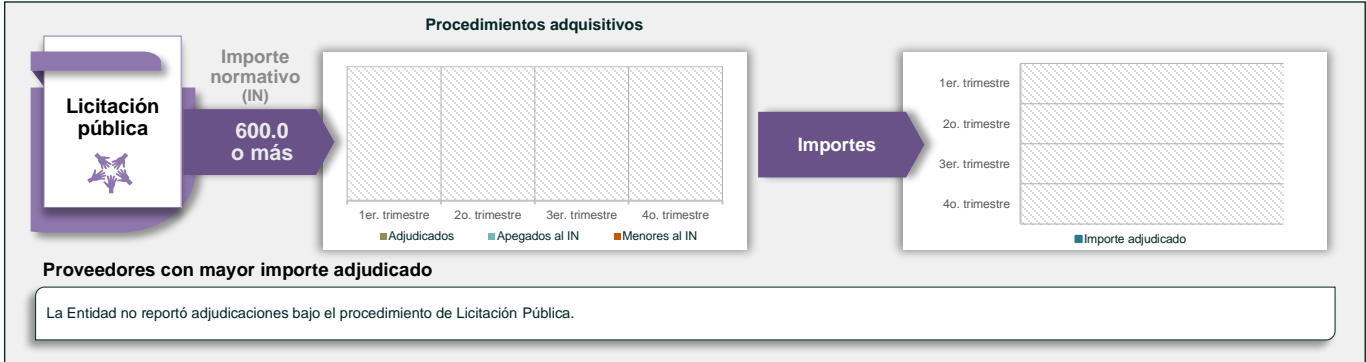 Procedimientos adquisitivos
Licitación
pública
Importe
normativo
(IN)
600.0
o más
1er. trimestre
2o. trimestre
3er. trimestre
4o. trimestre
Adjudicados
Apegados al IN
Menores al IN
Importes
1er. trimestre
2o. trimestre
3er. trimestre
4o. trimestre
Importe adjudicado
Proveedores con mayor importe adjudicado
La Entidad no reportó adjudicaciones bajo el procedimiento de Licitación Pública.